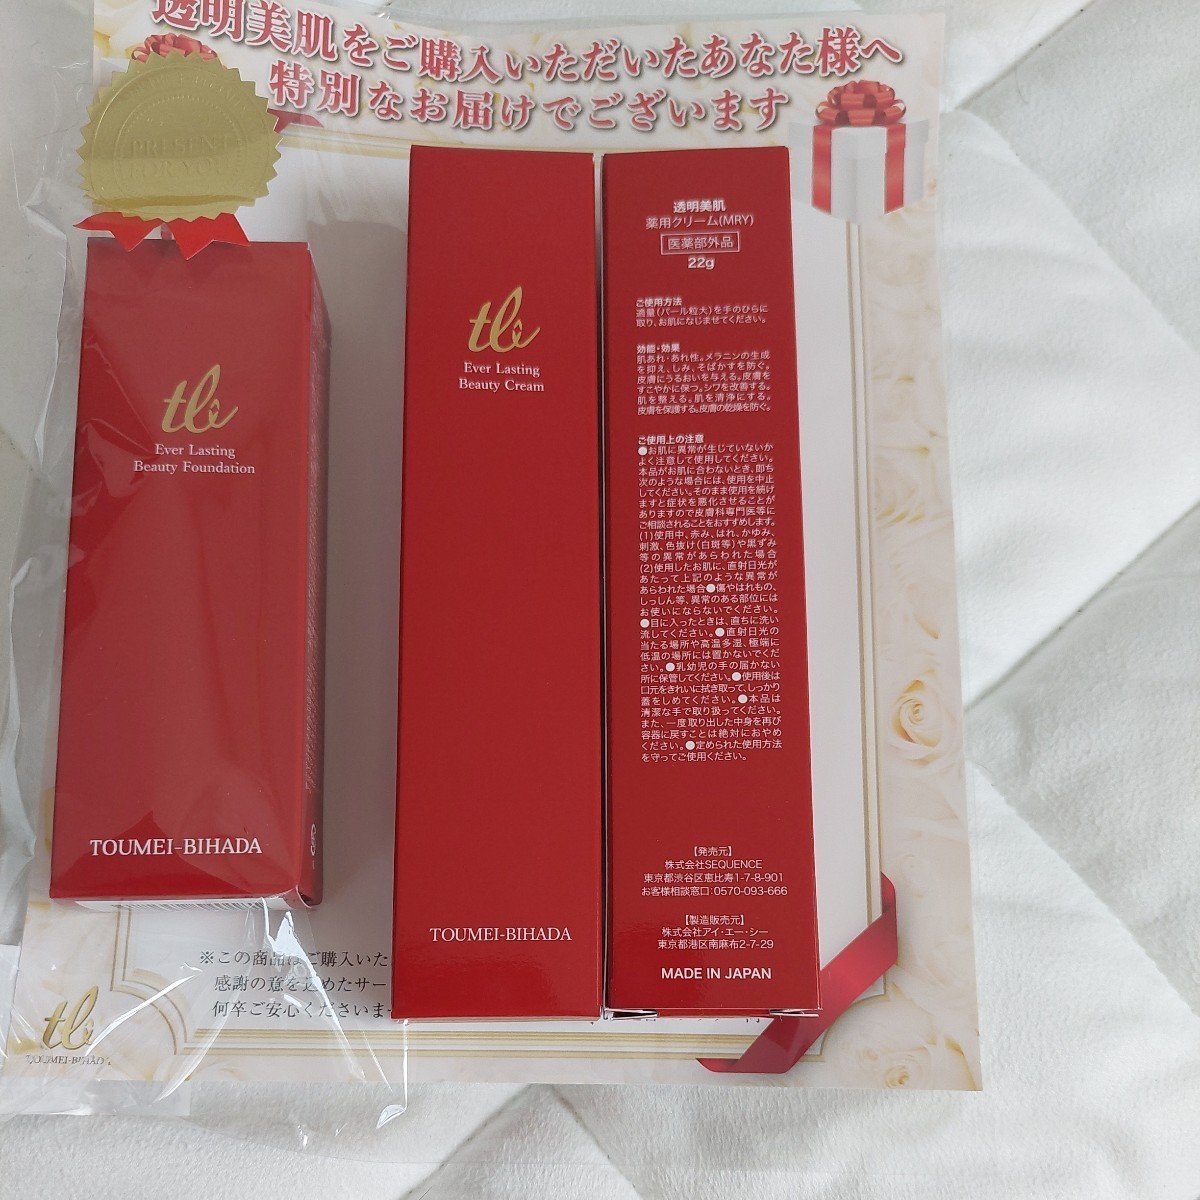 透明美肌をご購入いただいたあなた様へ
特別なお届けでございます
PRESENT
FOR YOU
tlê
Ever Lasting
Beauty Foundation
TOUMEI-BIHADA
tlê
Ever Lasting
Beauty Cream
TOUMEI-BIHADA
透明美肌
薬用クリーム(MRY)
医薬部外品
22g
ご使用方法
適量(パール粒大)を手のひらに
取り、お肌になじませてください。
効能・効果
肌あれ・あれ性。メラニンの生成
を抑え、しみ、そばかすを防ぐ。
皮膚にうるおいを与える。皮膚を
すこやかに保つ。シワを改善する。
肌を整える。肌を清浄にする。
皮膚を保護する。皮膚の乾燥を防ぐ。
ご使用上の注意
●お肌に異常が生じていないか
よく注意して使用してください。
本品がお肌に合わないとき、即ち
次のような場合には、使用を中止
してください。そのまま使用を続け
ますと症状を悪化させることが
ありますので皮膚科専門医等に
ご相談されることをおすすめします。
(1)使用中、赤み、はれ、かゆみ、
刺激、色抜け(白斑等)や黒ずみ
等の異常があらわれた場合
(2)使用したお肌に、直射日光が
あたって上記のような異常が
あらわれた場合●傷やはれもの、
しっしん等、異常のある部位には
お使いにならないでください。
●目に入ったときは、直ちに洗い
流してください。●直射日光の
当たる場所や高温多湿、極端に
低温の場所には置かないでくだ
さい。●乳幼児の手の届かない
所に保管してください。●使用後は
口元をきれいに拭き取って、しっかり
蓋をしめてください。●本品は
清潔な手で取り扱ってください。
また、一度取り出した中身を再び
容器に戻すことは絶対におやめ
ください。●定められた使用方法
を守ってご使用ください。
【発売元】
株式会社SEQUENCE
東京都渋谷区恵比寿1-7-8-901
お客様相談窓口:0570-093-666
【製造販売元】
株式会社アイ・エー・シー
東京都港区南麻布2-7-29
MADE IN JAPAN
※この商品はご購入いた
感謝の意を込めたサー
何卒ご安心くださいませ
tlê
TOUMEI-BIHADA